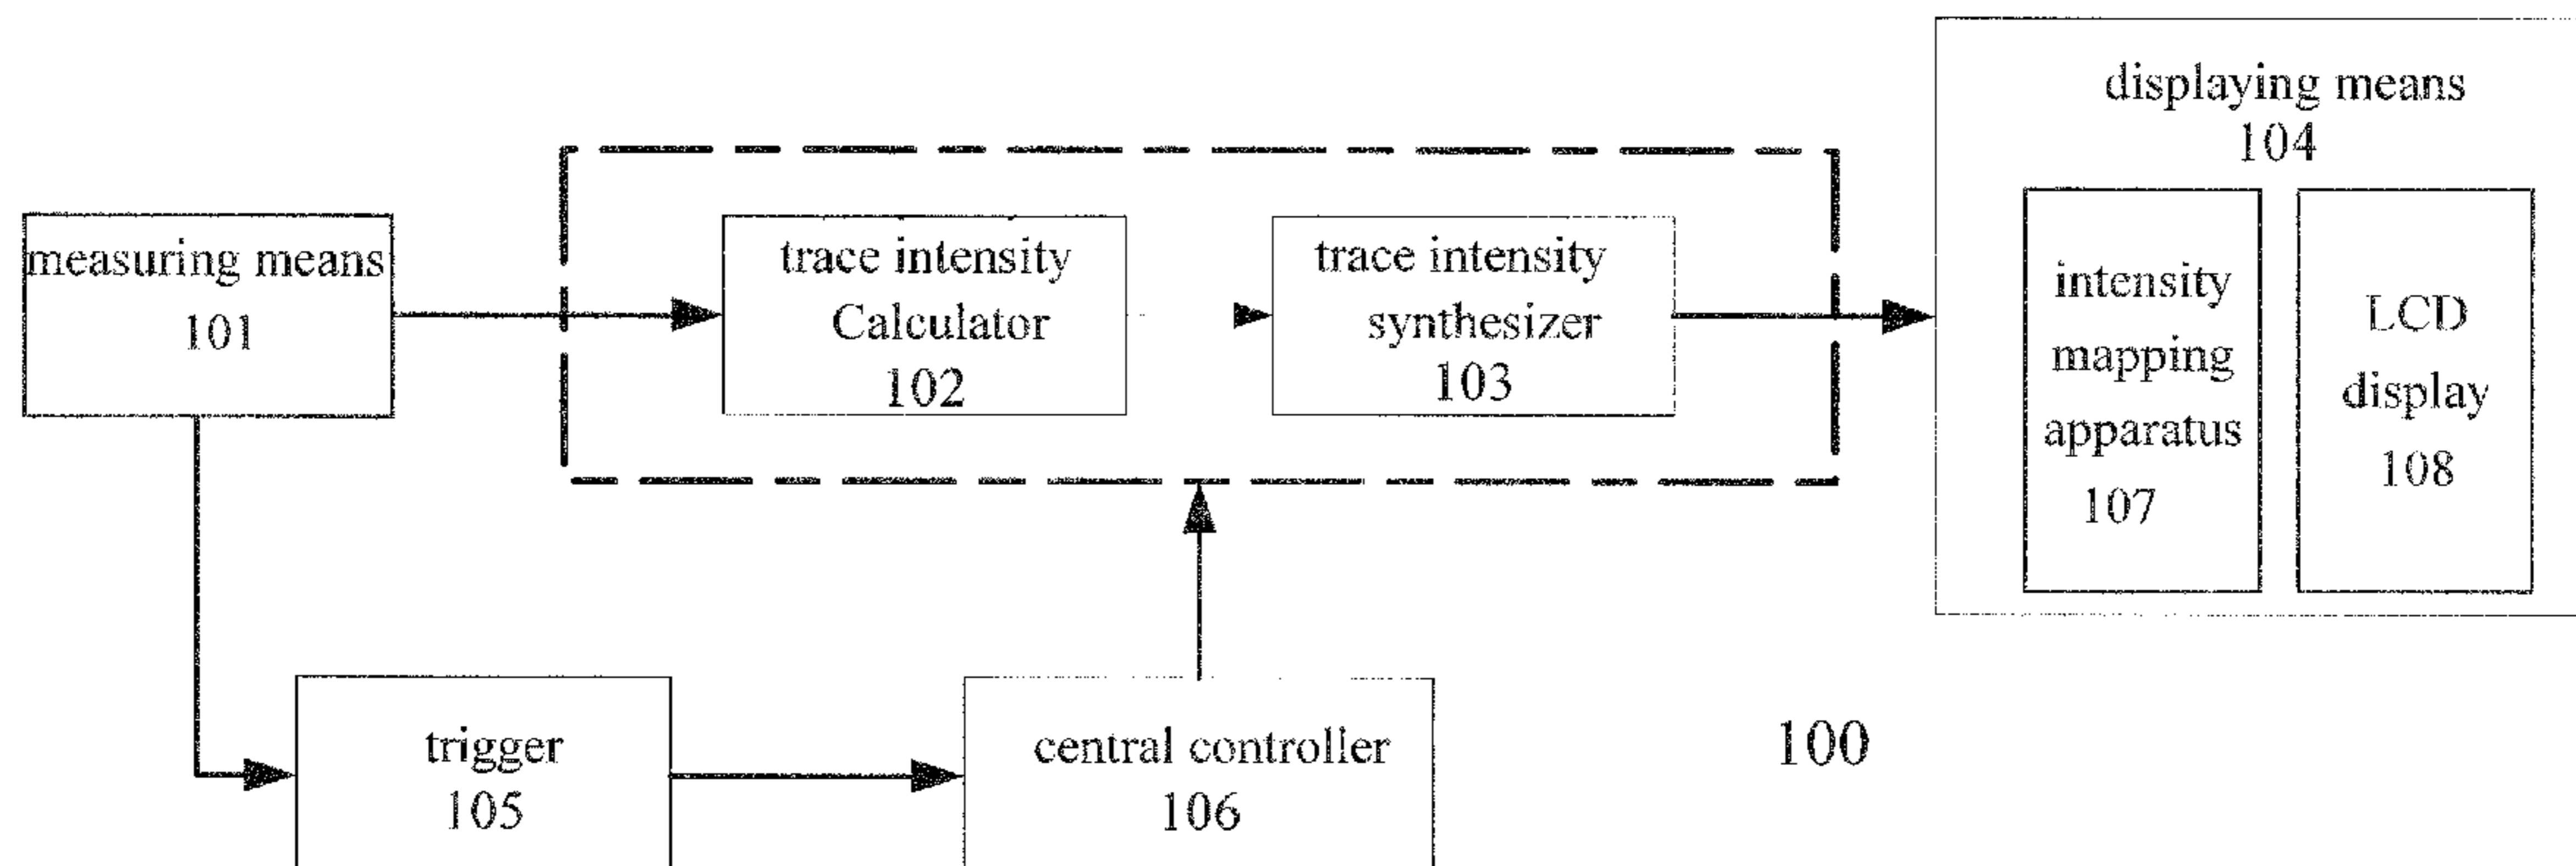 displaying means
104
measuring means
101
trace intensity
Calculator
102
trace intensity
synthesizer
103
intensity
mapping
apparatus
107
LCD
display
108
trigger
105
central controller
106
100